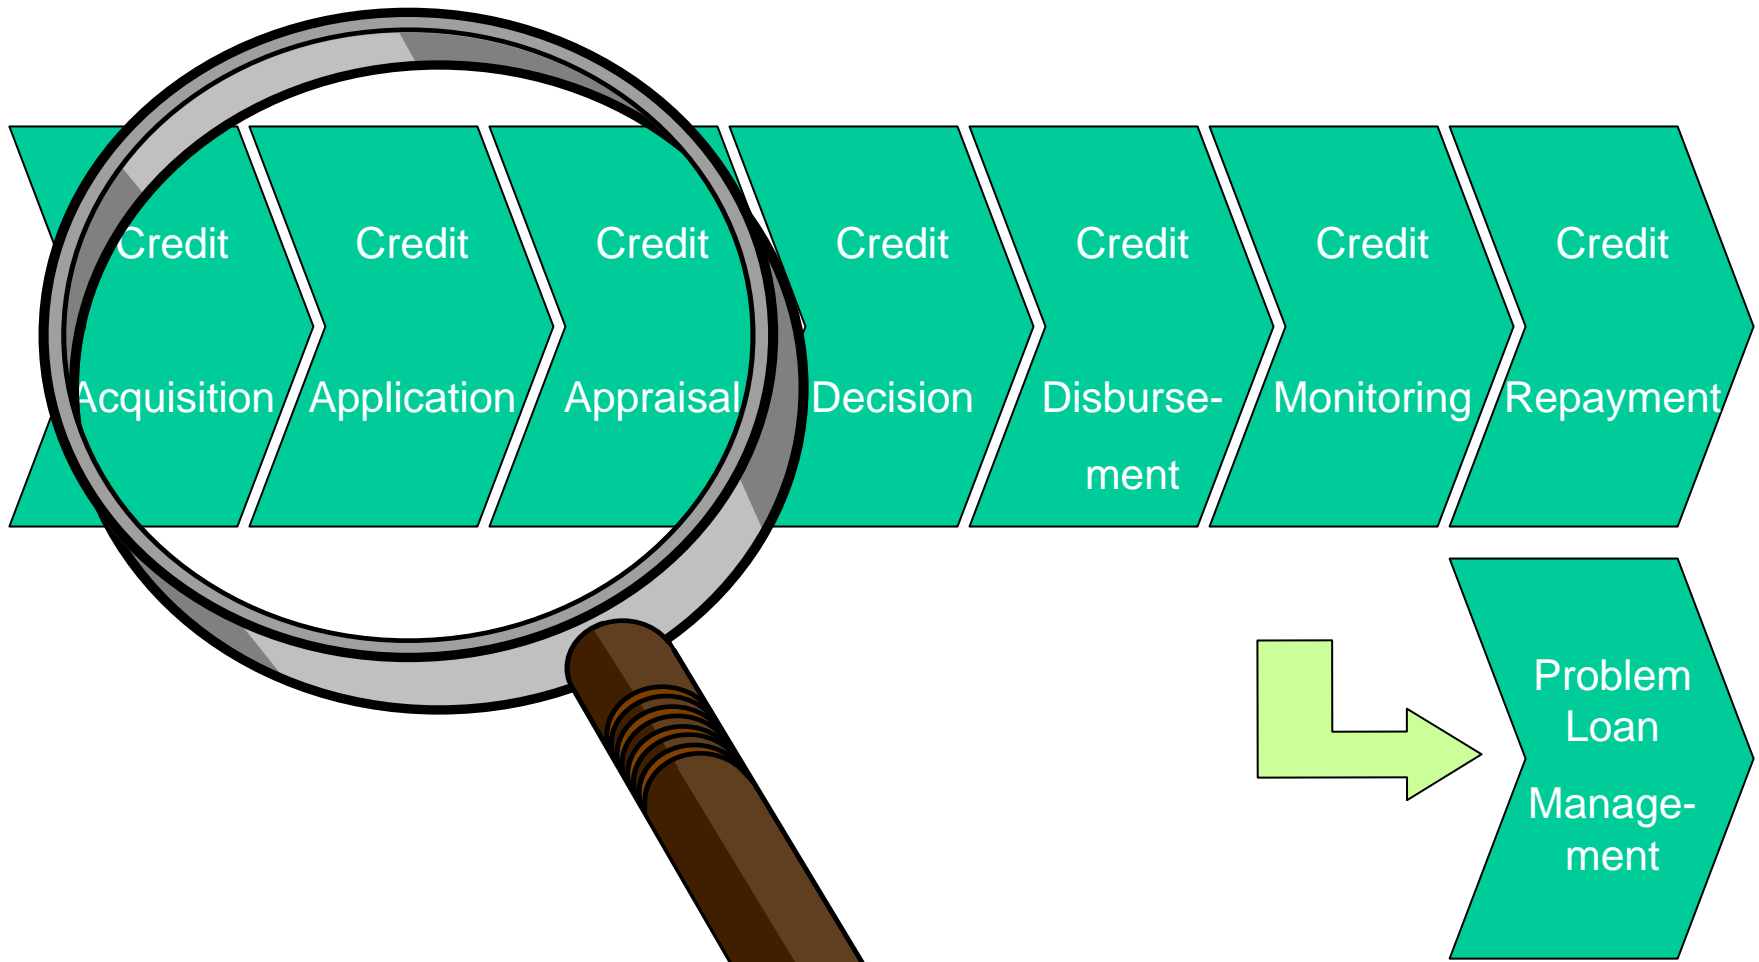 Credit
Acquisition
Credit
Application
Credit
Appraisal
Credit
Decision
Credit
Disburse-
ment
Credit
Monitoring
Credit
Repayment
Problem
Loan
Manage-
ment